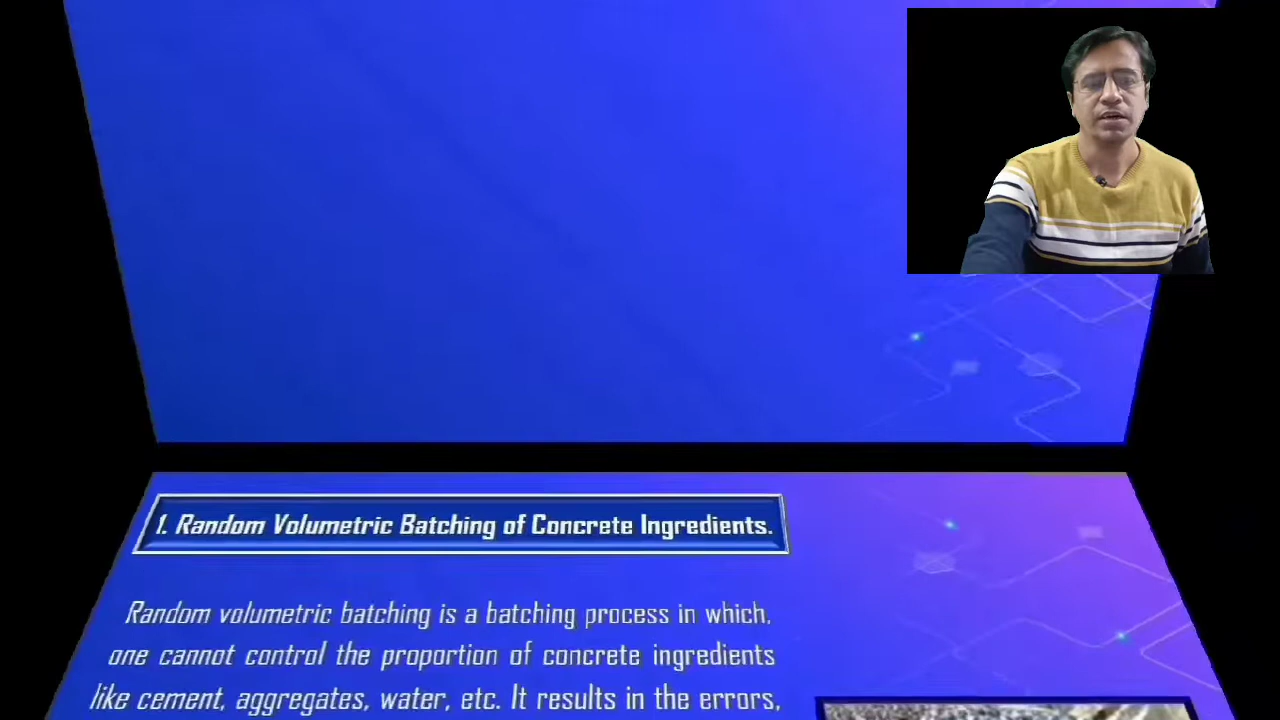 1. Random Volumetric Batching of Concrete Ingredients.
Random volumetric batching is a batching process in which,
one cannot control the proportion of concrete ingredients
like cement, aggregates, water, etc. It results in the errors,